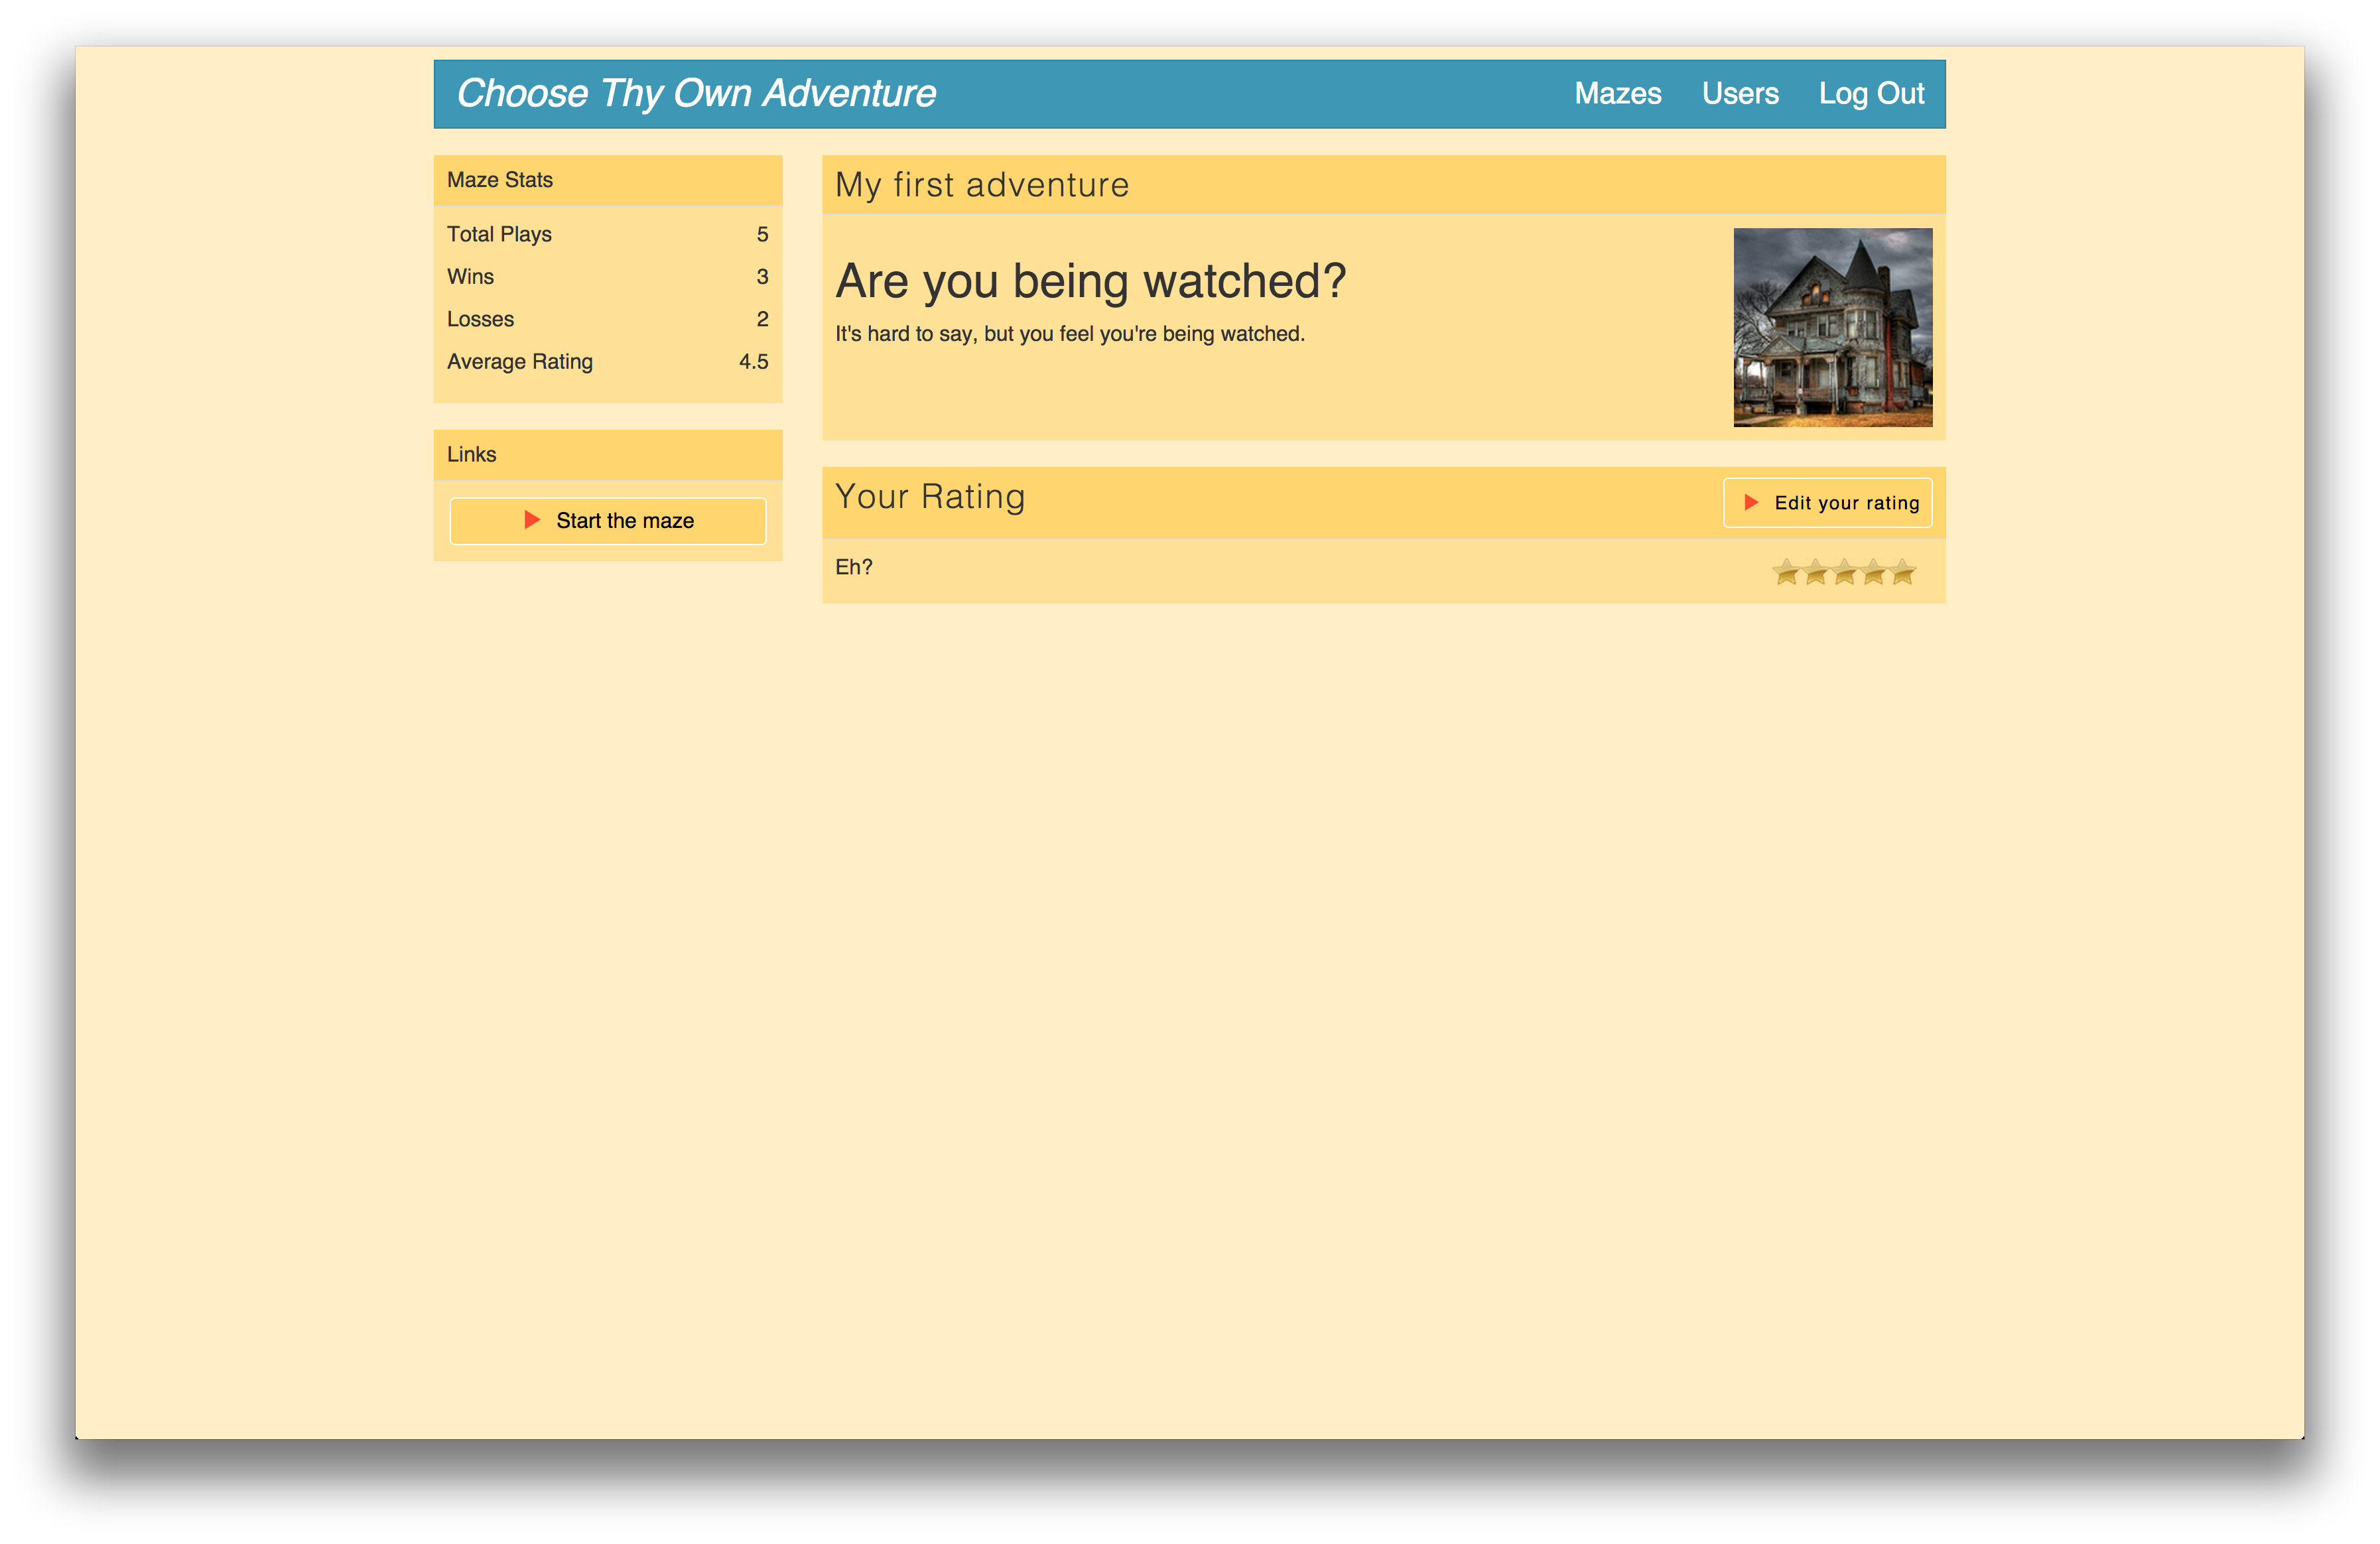 Choose Thy Own Adventure
Mazes Users Log Out
Maze Stats
Total Plays 5
Wins 3
Losses 2
Average Rating 4.5
Links
Start the maze
My first adventure
Are you being watched?
It's hard to say, but you feel you're being watched.
Your Rating
Edit your rating
Eh?